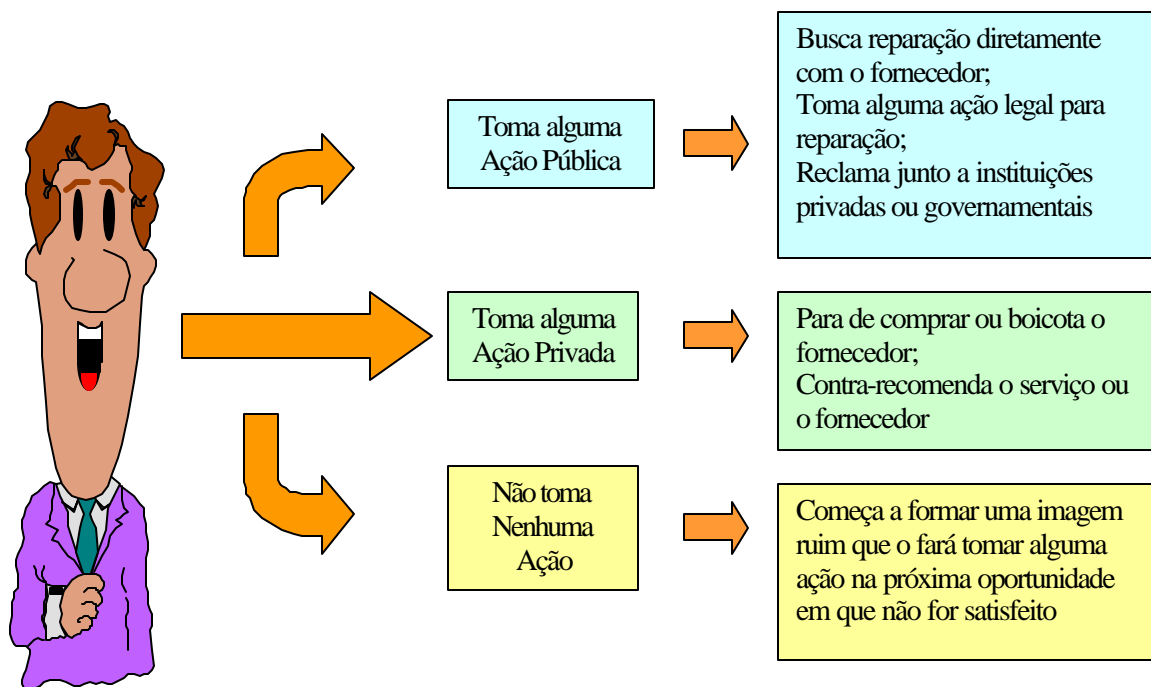 Toma alguma
Ação Pública
Busca reparação diretamente
com o fornecedor;
Toma alguma ação legal para
reparação;
Reclama junto a instituições
privadas ou governamentais
Toma alguma
Ação Privada
Para de comprar ou boicota o
fornecedor;
Contra-recomenda o serviço ou
o fornecedor
Não toma
Nenhuma
Ação
Começa a formar uma imagem
ruim que o fará tomar alguma
ação na próxima oportunidade
em que não for satisfeito